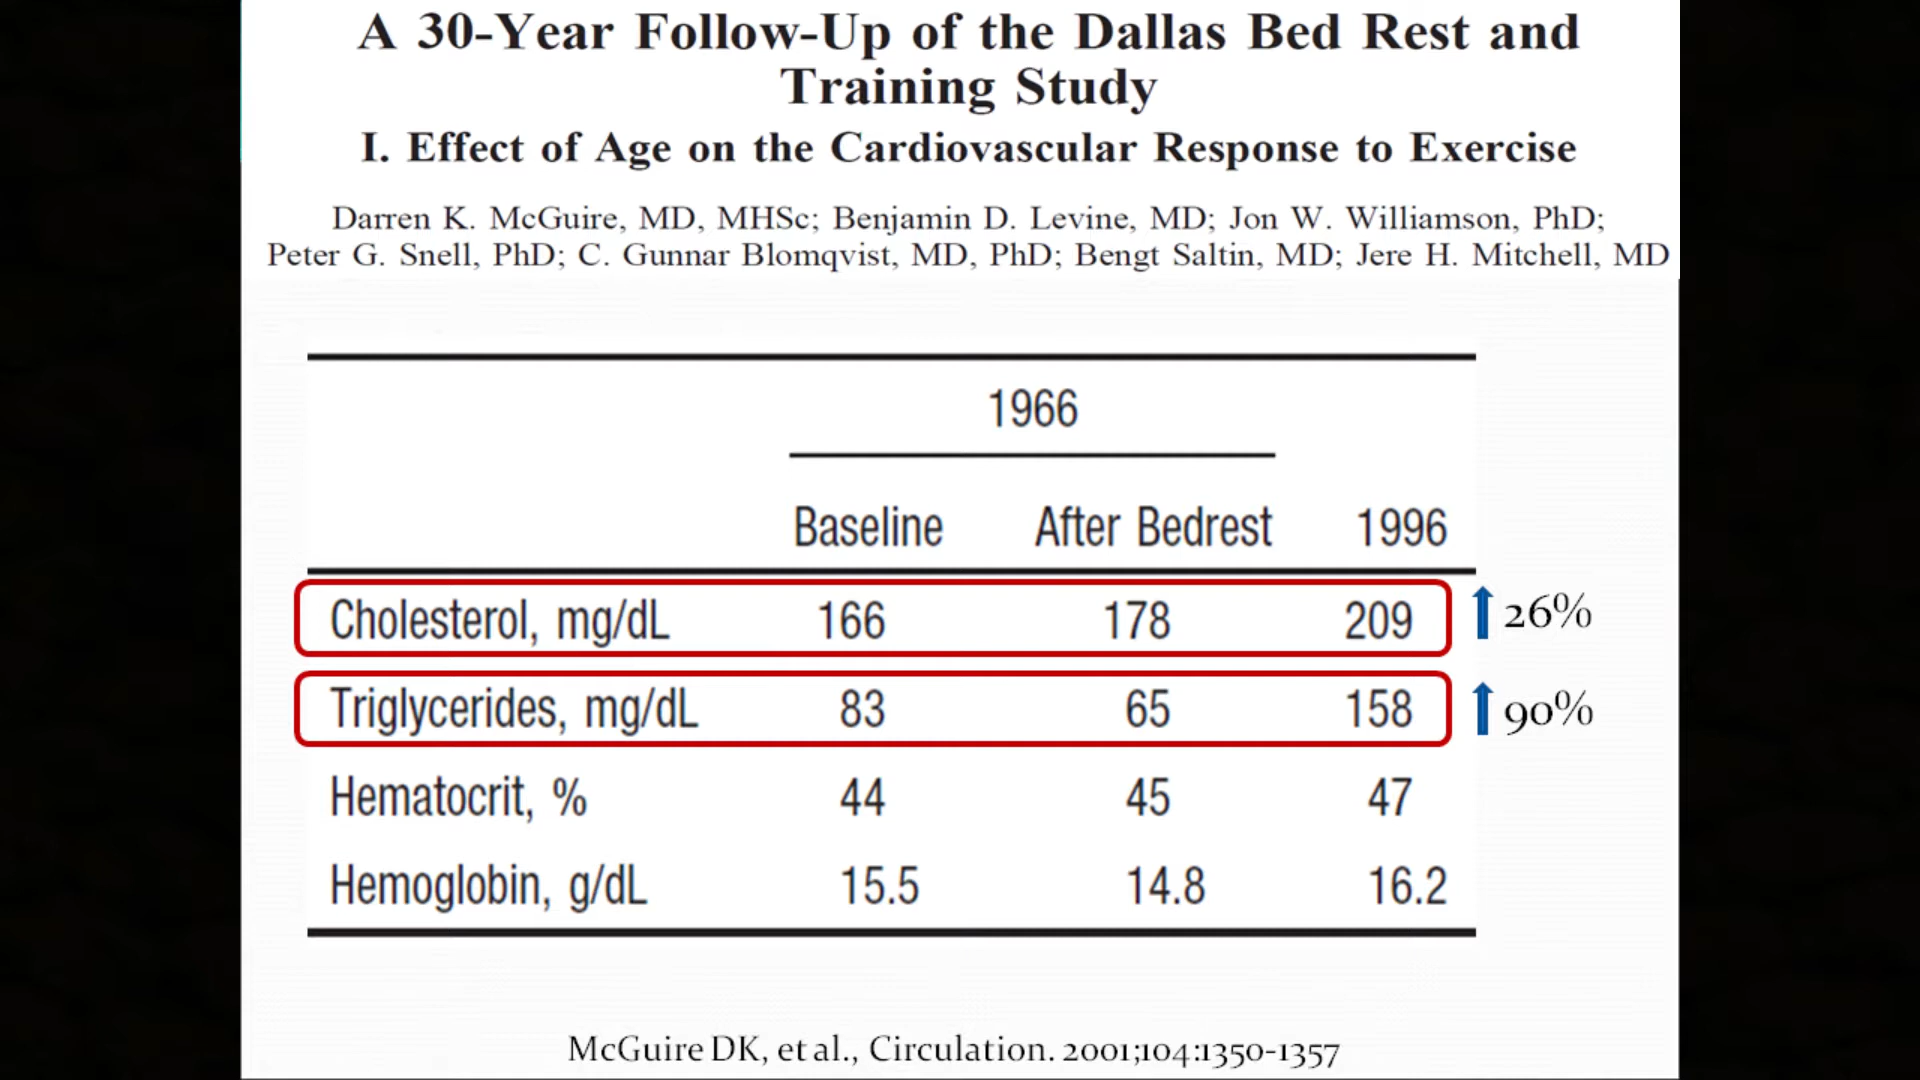 A 30-Year Follow-Up of the Dallas Bed Rest and
Training Study
I. Effect of Age on the Cardiovascular Response to Exercise
Darren K. McGuire, MD, MHSc; Benjamin D. Levine, MD; Jon W. Williamson, PhD;
Peter G. Snell, PhD; C. Gunnar Blomqvist, MD, PhD; Bengt Saltin, MD; Jere H. Mitchell, MD
1966
Baseline After Bedrest 1996
Cholesterol, mg/dL 166 178 209 26%
Triglycerides, mg/dL 83 65 158 90%
Hematocrit, % 44 45 47
Hemoglobin, g/dL 15.5 14.8 16.2
McGuire DK, et al., Circulation. 2001;104:1350-1357